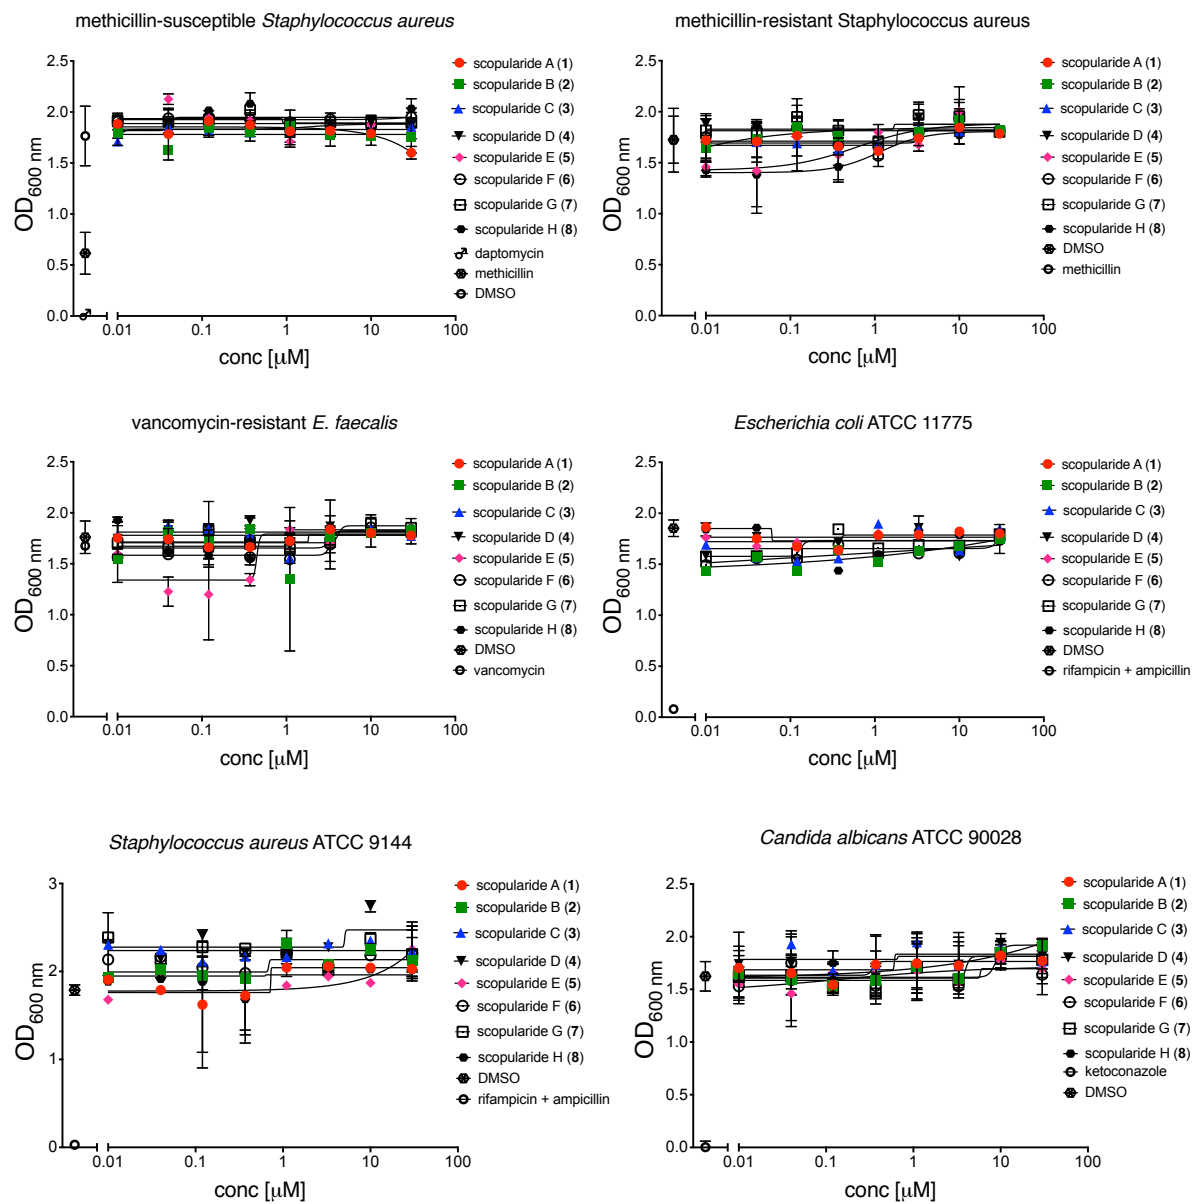 methicillin-susceptible Staphylococcus aureus
2.5
2.0
1.5
1.0
0.5
0.0
OD600 nm
0.01 0.1 1 10 100
conc [μM]
scopularide A (1)
scopularide B (2)
scopularide C (3)
scopularide D (4)
scopularide E (5)
scopularide F (6)
scopularide G (7)
scopularide H (8)
daptomycin
methicillin
DMSO
methicillin-resistant Staphylococcus aureus
2.5
2.0
1.5
1.0
0.5
0.0
OD600 nm
0.01 0.1 1 10 100
conc [μM]
scopularide A (1)
scopularide B (2)
scopularide C (3)
scopularide D (4)
scopularide E (5)
scopularide F (6)
scopularide G (7)
scopularide H (8)
DMSO
methicillin
vancomycin-resistant E. faecalis
2.5
2.0
1.5
1.0
0.5
0.0
OD600 nm
0.01 0.1 1 10 100
conc [μM]
scopularide A (1)
scopularide B (2)
scopularide C (3)
scopularide D (4)
scopularide E (5)
scopularide F (6)
scopularide G (7)
scopularide H (8)
DMSO
vancomycin
Escherichia coli ATCC 11775
2.5
2.0
1.5
1.0
0.5
0.0
OD600 nm
0.01 0.1 1 10 100
conc [μM]
scopularide A (1)
scopularide B (2)
scopularide C (3)
scopularide D (4)
scopularide E (5)
scopularide F (6)
scopularide G (7)
scopularide H (8)
DMSO
rifampicin + ampicillin
Staphylococcus aureus ATCC 9144
3
2
1
0
OD600 nm
0.01 0.1 1 10 100
conc [μM]
scopularide A (1)
scopularide B (2)
scopularide C (3)
scopularide D (4)
scopularide E (5)
scopularide F (6)
scopularide G (7)
scopularide H (8)
DMSO
rifampicin + ampicillin
Candida albicans ATCC 90028
2.5
2.0
1.5
1.0
0.5
0.0
OD600 nm
0.01 0.1 1 10 100
conc [μM]
scopularide A (1)
scopularide B (2)
scopularide C (3)
scopularide D (4)
scopularide E (5)
scopularide F (6)
scopularide G (7)
scopularide H (8)
ketoconazole
DMSO